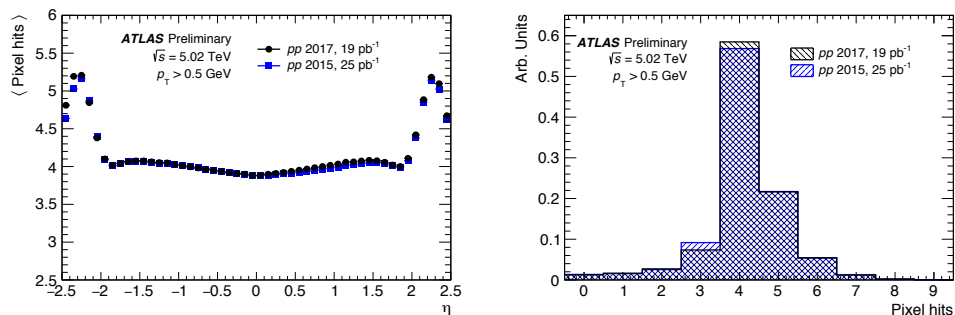 ⟨ Pixel hits ⟩
6
5.5
5
4.5
4
3.5
3
2.5
ATLAS Preliminary
√s = 5.02 TeV
p_T > 0.5 GeV
pp 2017, 19 pb⁻¹
pp 2015, 25 pb⁻¹
−2.5 −2 −1.5 −1 −0.5 0 0.5 1 1.5 2 2.5
η
Arb. Units
0.6
0.5
0.4
0.3
0.2
0.1
0
ATLAS Preliminary
√s = 5.02 TeV
p_T > 0.5 GeV
pp 2017, 19 pb⁻¹
pp 2015, 25 pb⁻¹
0 1 2 3 4 5 6 7 8 9
Pixel hits